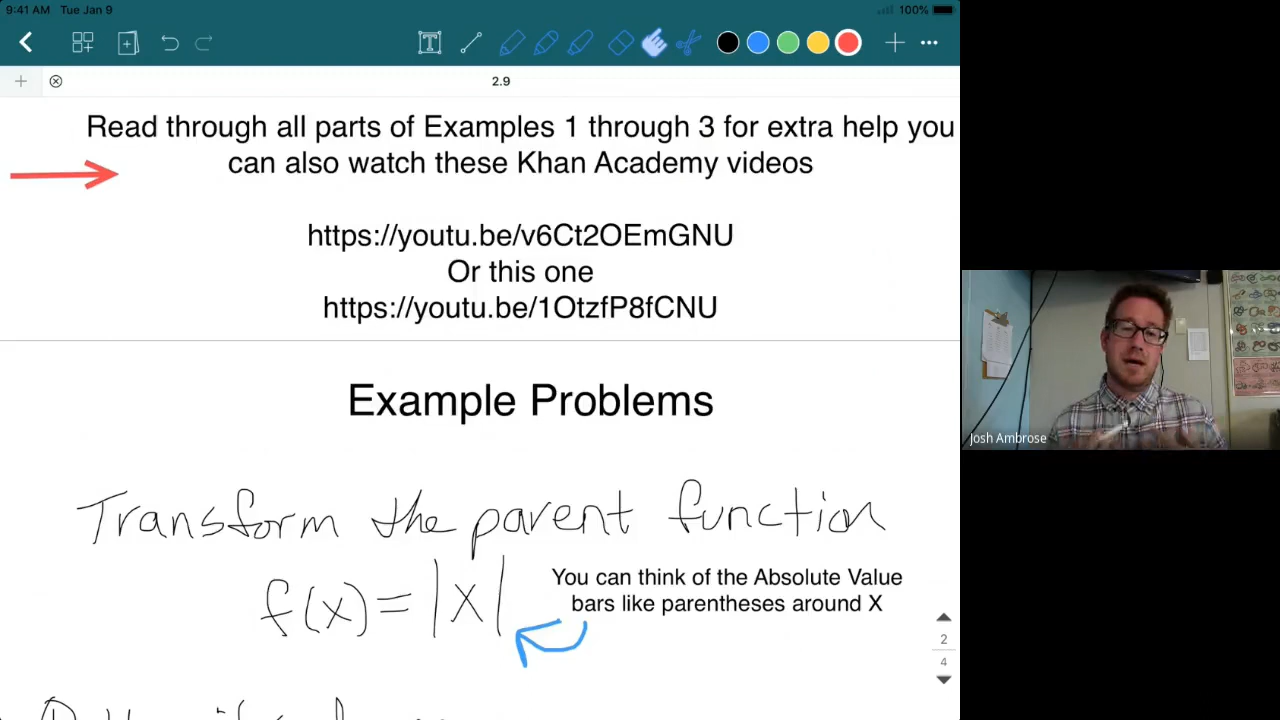 9:41 AM Tue Jan 9
100%
2.9
Read through all parts of Examples 1 through 3 for extra help you
can also watch these Khan Academy videos
https://youtu.be/v6Ct2OEmGNU
Or this one
https://youtu.be/1OtzfP8fCNU
Example Problems
Transform the parent function
f(x) = |x|
You can think of the Absolute Value
bars like parentheses around X
2
4
Josh Ambrose